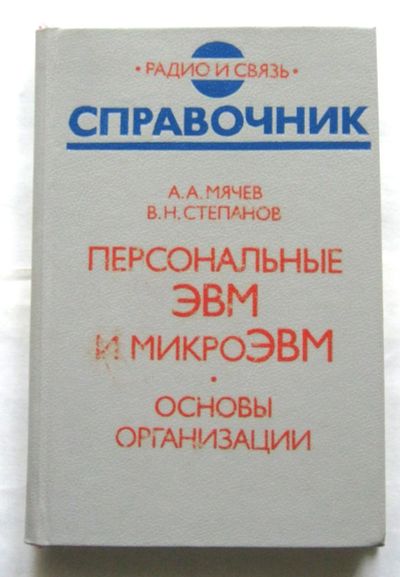 • РАДИО И СВЯЗЬ •
СПРАВОЧНИК
А.А.МЯЧЕВ
В.Н.СТЕПАНОВ
ПЕРСОНАЛЬНЫЕ
ЭВМ
И МИКРОЭВМ
•
ОСНОВЫ
ОРГАНИЗАЦИИ